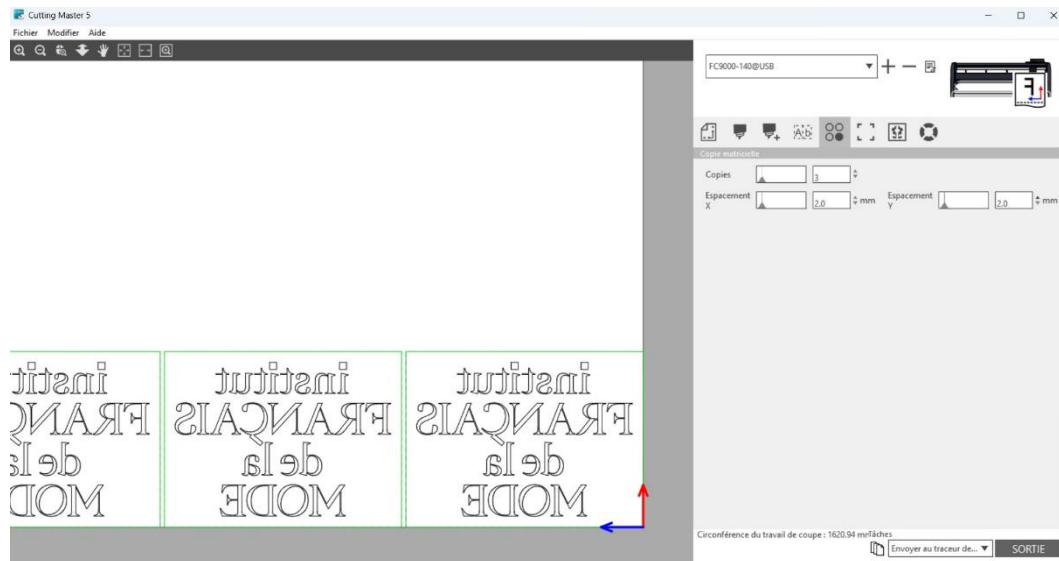 Cutting Master 5
Fichier Modifier Aide
FC9000-140@USB
Copie matricielle
Copies 3
Espacement X 2.0 mm Espacement Y 2.0 mm
institut institut institut
FRANÇAIS FRANÇAIS
de la de la
MODE MODE MODE
Circonférence du travail de coupe : 1620.94 mm Tâches
Envoyer au traceur de... SORTIE